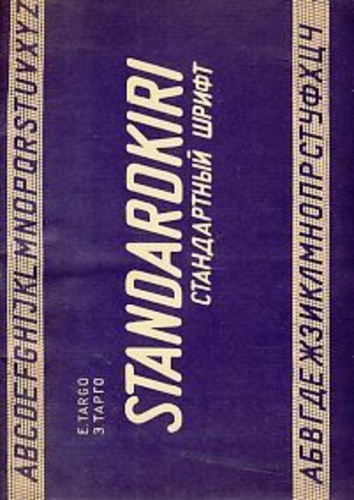 ABCDEFGHIJKLMNOPQRSTUVXYZ
E. TARGO
Э. ТАРГО
STANDARDKIRI
СТАНДАРТНЫЙ ШРИФТ
АБВГДЕЖЗИКЛМНОПРСТУФХЦЧ